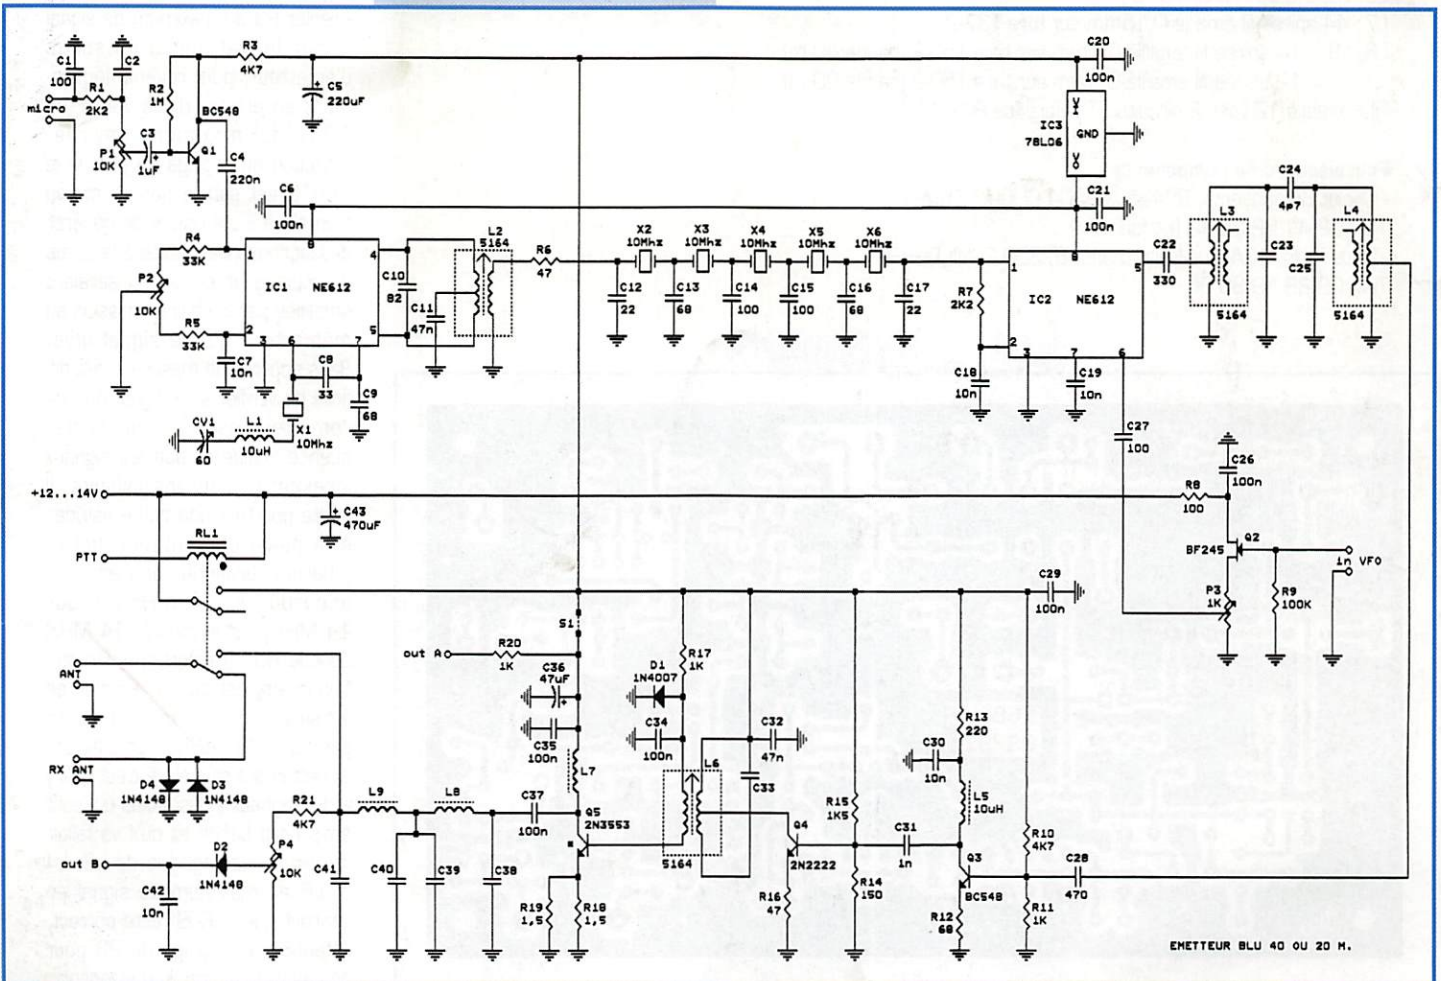 C1
100
C2
R1
2K2
micro
P1
10K
C3
1uF
R2
1M
BC548
Q1
R3
4K7
C5
220uF
C4
220n
C6
100n
C20
100n
IC3
78L06
VI
GND
VO
C21
100n
C24
4p7
L3
L4
C22
330
C23
C25
5164
5164
R4
33K
P2
10K
R5
33K
C7
10n
1
8
4
IC1 NE612
2
3
6
7
5
C10
82
C11
47n
L2
5164
R6
47
X2
10Mhz
X3
10Mhz
X4
10Mhz
X5
10Mhz
X6
10Mhz
C12
22
C13
68
C14
100
C15
100
C16
68
C17
22
R7
2K2
1
8
5
IC2 NE612
2
3
7
6
C18
10n
C19
10n
C8
33
C9
68
CV1
60
L1
10uH
X1
10Mhz
C27
100
C26
100n
R8
100
Q2
BF245
in VFO
P3
1K
R9
100K
+12...14V
C43
470uF
RL1
PTT
C29
100n
S1
out A
R20
1K
R17
1K
D1
1N4007
C36
47uF
C35
100n
C34
100n
C32
47n
C33
L6
5164
L7
ANT
RX ANT
D4
1N4148
D3
1N4148
R21
4K7
L9
L8
C37
100n
Q5
2N3553
Q4
2N2222
R15
1K5
C31
1n
R13
220
C30
10n
L5
10uH
Q3
BC548
R10
4K7
C28
470
out B
D2
1N4148
P4
10K
C42
10n
C41
C40
C39
C38
R19
1,5
R18
1,5
R16
47
R14
150
R12
68
R11
1K
EMETTEUR BLU 40 OU 20 M.